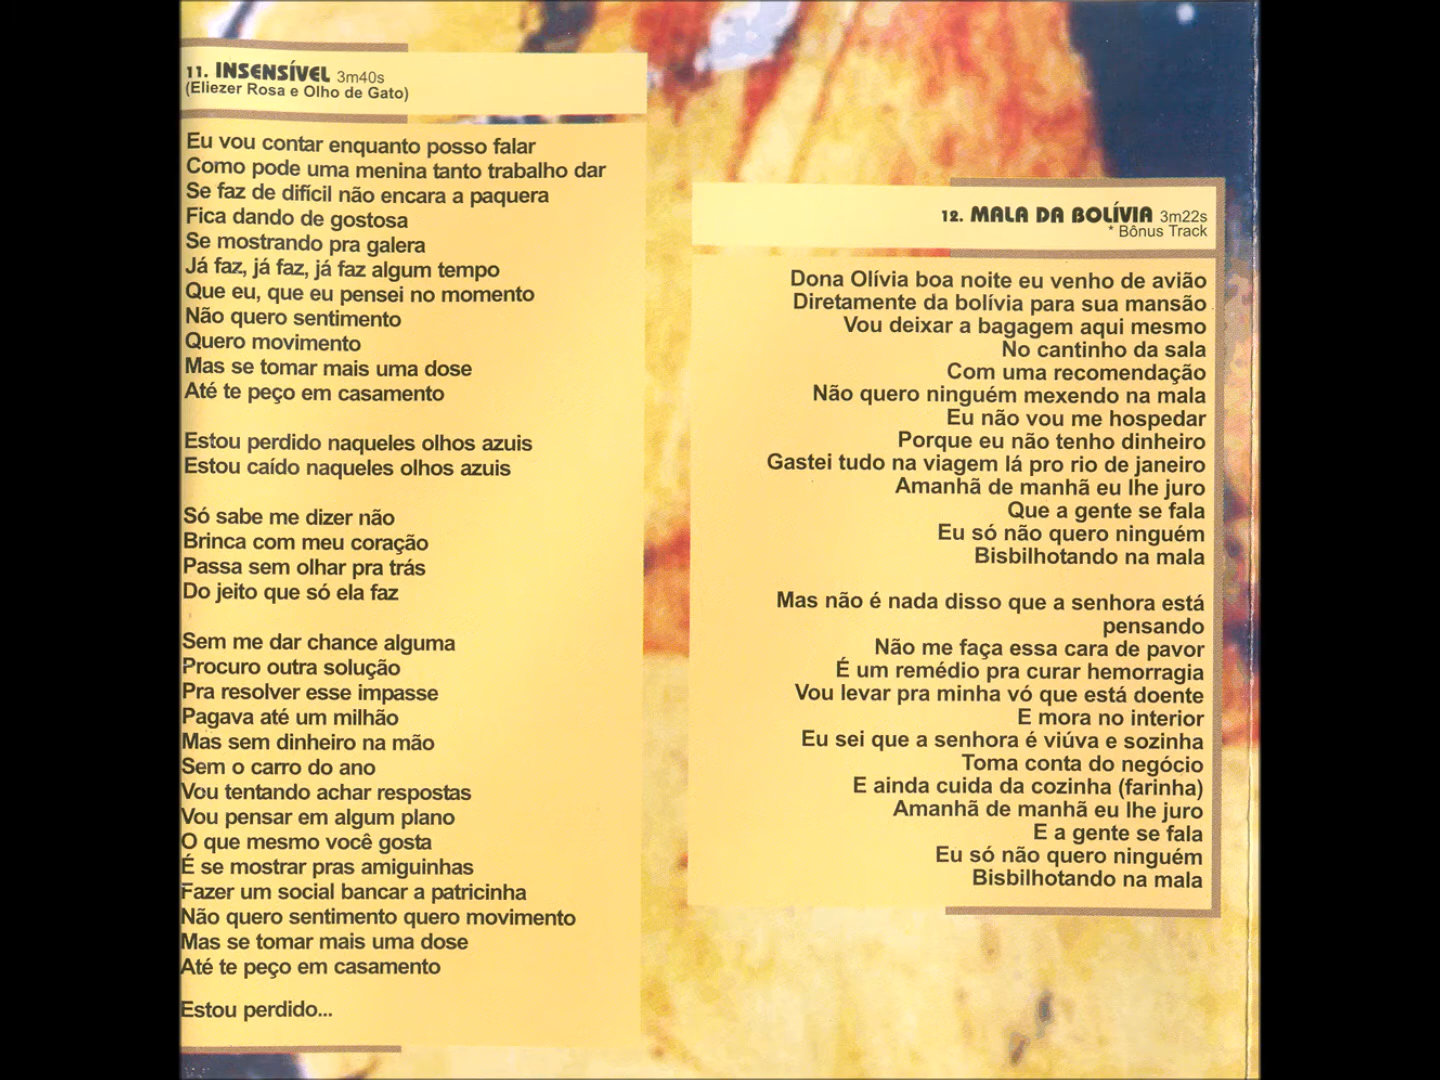 11. INSENSÍVEL 3m40s
(Eliezer Rosa e Olho de Gato)
Eu vou contar enquanto posso falar
Como pode uma menina tanto trabalho dar
Se faz de difícil não encara a paquera
Fica dando de gostosa
Se mostrando pra galera
Já faz, já faz, já faz algum tempo
Que eu, que eu pensei no momento
Não quero sentimento
Quero movimento
Mas se tomar mais uma dose
Até te peço em casamento
Estou perdido naqueles olhos azuis
Estou caído naqueles olhos azuis
Só sabe me dizer não
Brinca com meu coração
Passa sem olhar pra trás
Do jeito que só ela faz
Sem me dar chance alguma
Procuro outra solução
Pra resolver esse impasse
Pagava até um milhão
Mas sem dinheiro na mão
Sem o carro do ano
Vou tentando achar respostas
Vou pensar em algum plano
O que mesmo você gosta
É se mostrar pras amiguinhas
Fazer um social bancar a patricinha
Não quero sentimento quero movimento
Mas se tomar mais uma dose
Até te peço em casamento
Estou perdido...
12. MALA DA BOLÍVIA 3m22s
* Bônus Track
Dona Olívia boa noite eu venho de avião
Diretamente da bolívia para sua mansão
Vou deixar a bagagem aqui mesmo
No cantinho da sala
Com uma recomendação
Não quero ninguém mexendo na mala
Eu não vou me hospedar
Porque eu não tenho dinheiro
Gastei tudo na viagem lá pro rio de janeiro
Amanhã de manhã eu lhe juro
Que a gente se fala
Eu só não quero ninguém
Bisbilhotando na mala
Mas não é nada disso que a senhora está
pensando
Não me faça essa cara de pavor
É um remédio pra curar hemorragia
Vou levar pra minha vó que está doente
E mora no interior
Eu sei que a senhora é viúva e sozinha
Toma conta do negócio
E ainda cuida da cozinha (farinha)
Amanhã de manhã eu lhe juro
E a gente se fala
Eu só não quero ninguém
Bisbilhotando na mala